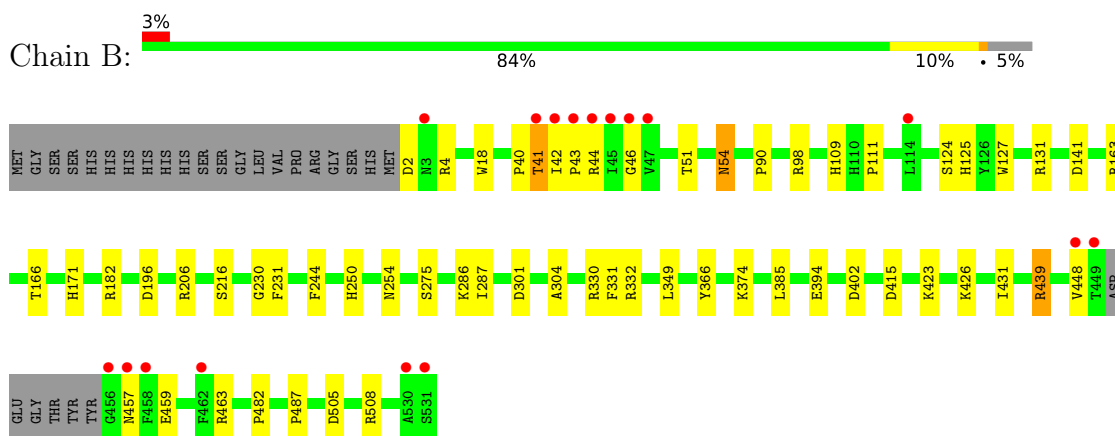 3%
Chain B:
84% 10% • 5%
MET GLY SER SER HIS HIS HIS HIS HIS HIS SER SER GLY LEU VAL PRO ARG GLY SER HIS MET D2 N3 R4 W18 P40 T41 I42 P43 R44 I45 G46 V47 T51 N54 P90 R98 H109 H110 P111 L114 S124 H125 Y126 W127 R131 D141
T166 H171 R182 D196 R206 S216 G230 F231 F244 H250 N254 S275 K286 I287 D301 A304 R330 F331 R332 L349 Y366 K374 L385 E394 D402 D415 K423 K426 I431 R439 V448 T449
GLU GLY THR TYR TYR G456 N457 F458 E459 F462 R463 P482 P487 D505 R508 A530 S531